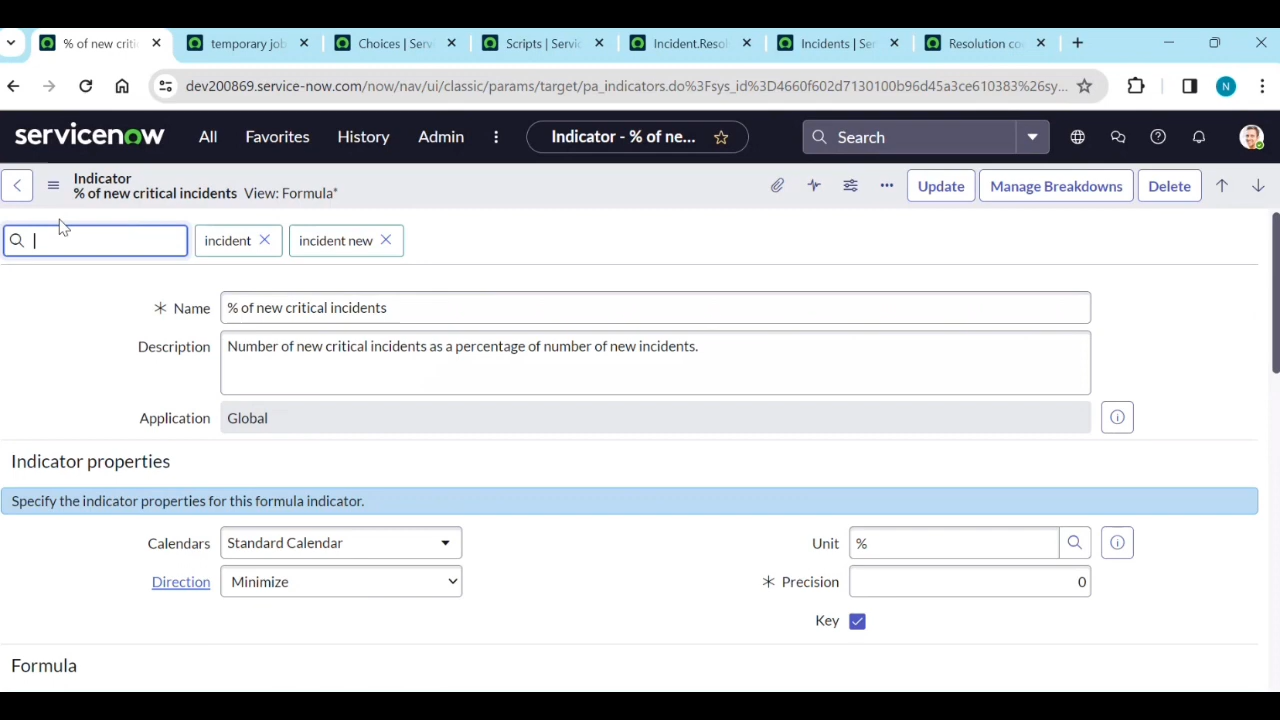 % of new criti
temporary job
Choices | Serv
Scripts | Servic
Incident.Resol
Incidents | Ser
Resolution co
dev200869.service-now.com/now/nav/ui/classic/params/target/pa_indicators.do%3Fsys_id%3D4660f602d7130100b96d45a3ce610383%26sy...
N
servicenow
All
Favorites
History
Admin
Indicator - % of ne...
Search
Indicator
% of new critical incidents View: Formula*
Update
Manage Breakdowns
Delete
incident
incident new
Name
% of new critical incidents
Description
Number of new critical incidents as a percentage of number of new incidents.
Application
Global
Indicator properties
Specify the indicator properties for this formula indicator.
Calendars
Standard Calendar
Unit
%
Direction
Minimize
Precision
0
Key
Formula